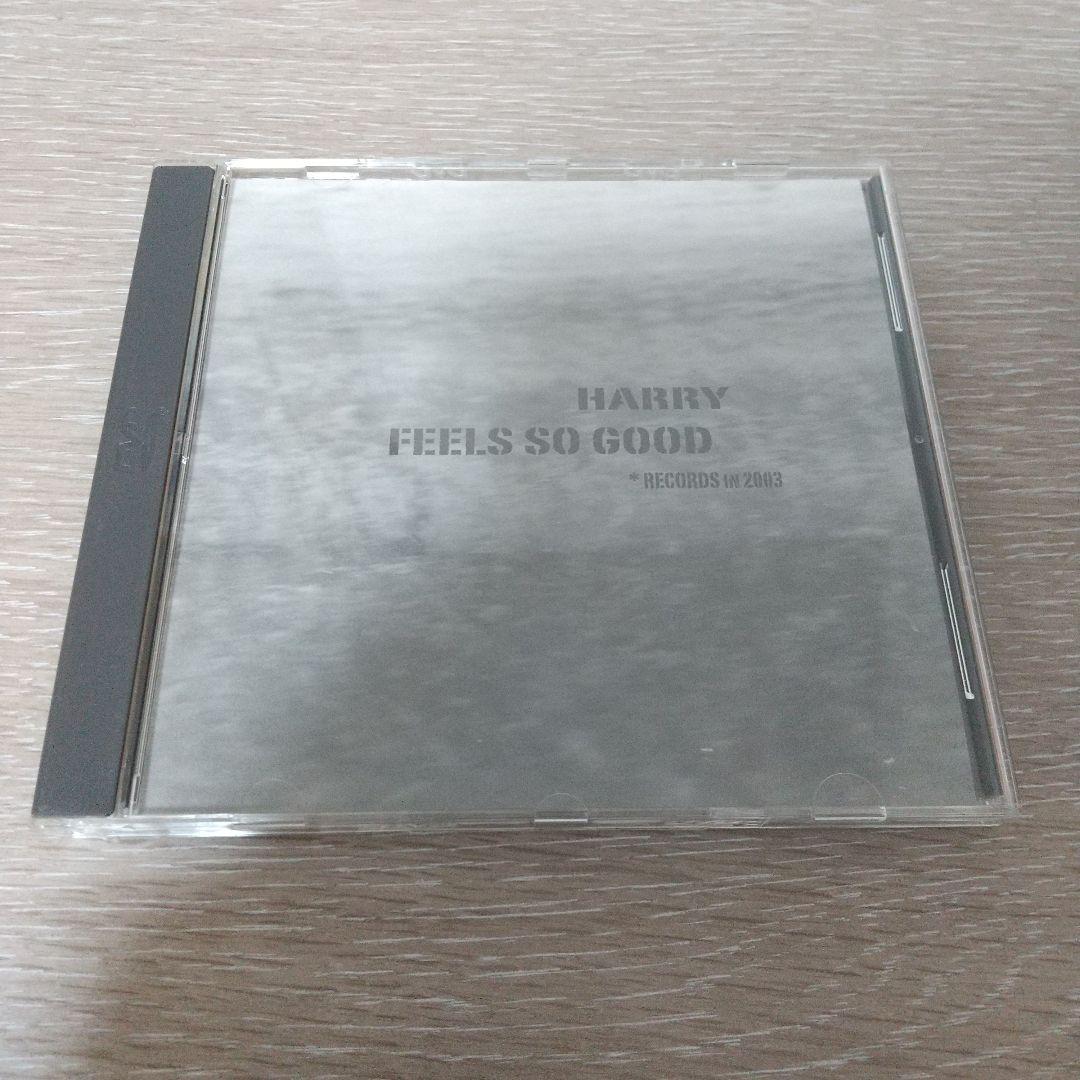 HARRY
FEELS SO GOOD
* RECORDS IN 2003